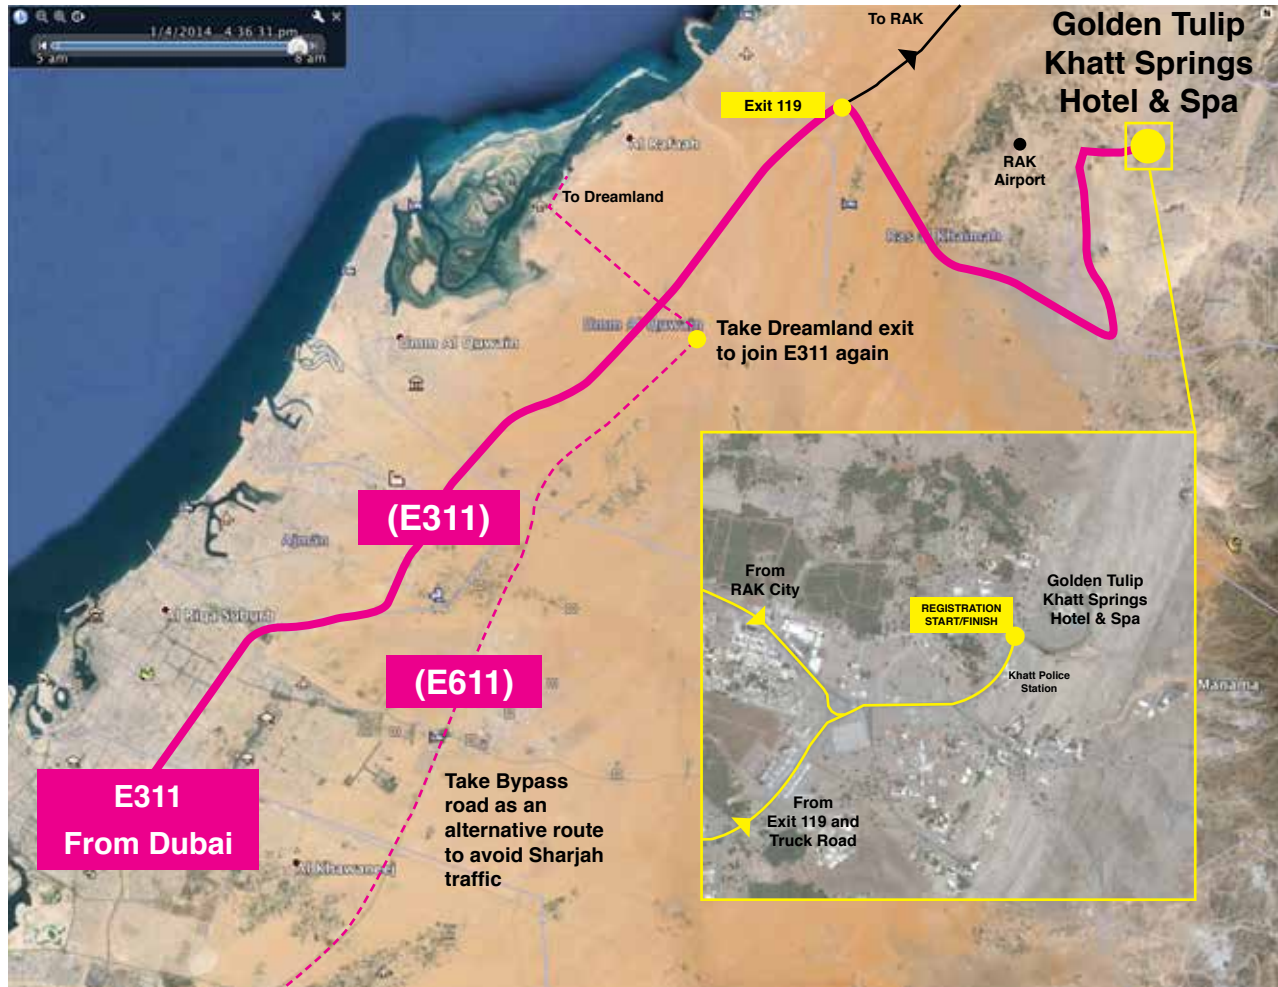 1/4/2014 4:36:31 pm
5 am
8 am
To RAK
N
Golden Tulip
Khatt Springs
Hotel & Spa
Exit 119
Al Rafaah
RAK
Airport
To Dreamland
Ras al Khaimah
Umm Al Quwain
Take Dreamland exit
to join E311 again
Umm Al Quwain
(E311)
Ajman
From
RAK City
Golden Tulip
Khatt Springs
Hotel & Spa
REGISTRATION
START/FINISH
Al Riqa Suburb
(E611)
Khatt Police
Station
Manama
E311
From Dubai
Take Bypass
road as an
alternative route
to avoid Sharjah
traffic
From
Exit 119 and
Truck Road
Al Khawaneej